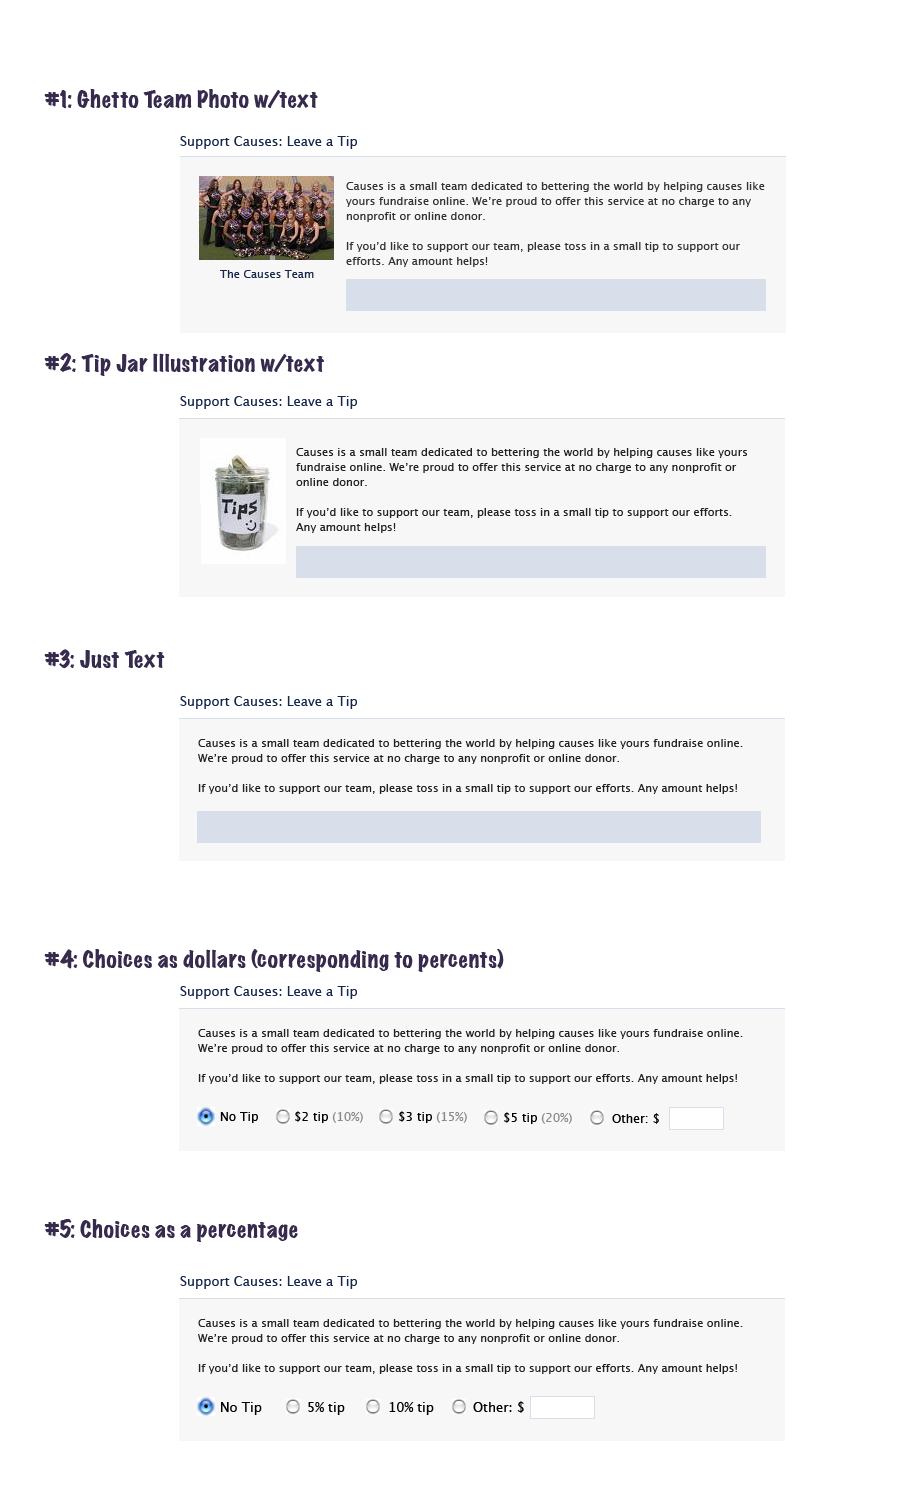 #1: Ghetto Team Photo w/text
Support Causes: Leave a Tip
Causes is a small team dedicated to bettering the world by helping causes like
yours fundraise online. We're proud to offer this service at no charge to any
nonprofit or online donor.
If you'd like to support our team, please toss in a small tip to support our
efforts. Any amount helps!
The Causes Team
#2: Tip Jar Illustration w/text
Support Causes: Leave a Tip
Tips
Causes is a small team dedicated to bettering the world by helping causes like yours
fundraise online. We're proud to offer this service at no charge to any nonprofit or
online donor.
If you'd like to support our team, please toss in a small tip to support our efforts.
Any amount helps!
#3: Just Text
Support Causes: Leave a Tip
Causes is a small team dedicated to bettering the world by helping causes like yours fundraise online.
We're proud to offer this service at no charge to any nonprofit or online donor.
If you'd like to support our team, please toss in a small tip to support our efforts. Any amount helps!
#4: Choices as dollars (corresponding to percents)
Support Causes: Leave a Tip
Causes is a small team dedicated to bettering the world by helping causes like yours fundraise online.
We're proud to offer this service at no charge to any nonprofit or online donor.
If you'd like to support our team, please toss in a small tip to support our efforts. Any amount helps!
No Tip $2 tip (10%) $3 tip (15%) $5 tip (20%) Other: $
#5: Choices as a percentage
Support Causes: Leave a Tip
Causes is a small team dedicated to bettering the world by helping causes like yours fundraise online.
We're proud to offer this service at no charge to any nonprofit or online donor.
If you'd like to support our team, please toss in a small tip to support our efforts. Any amount helps!
No Tip 5% tip 10% tip Other: $